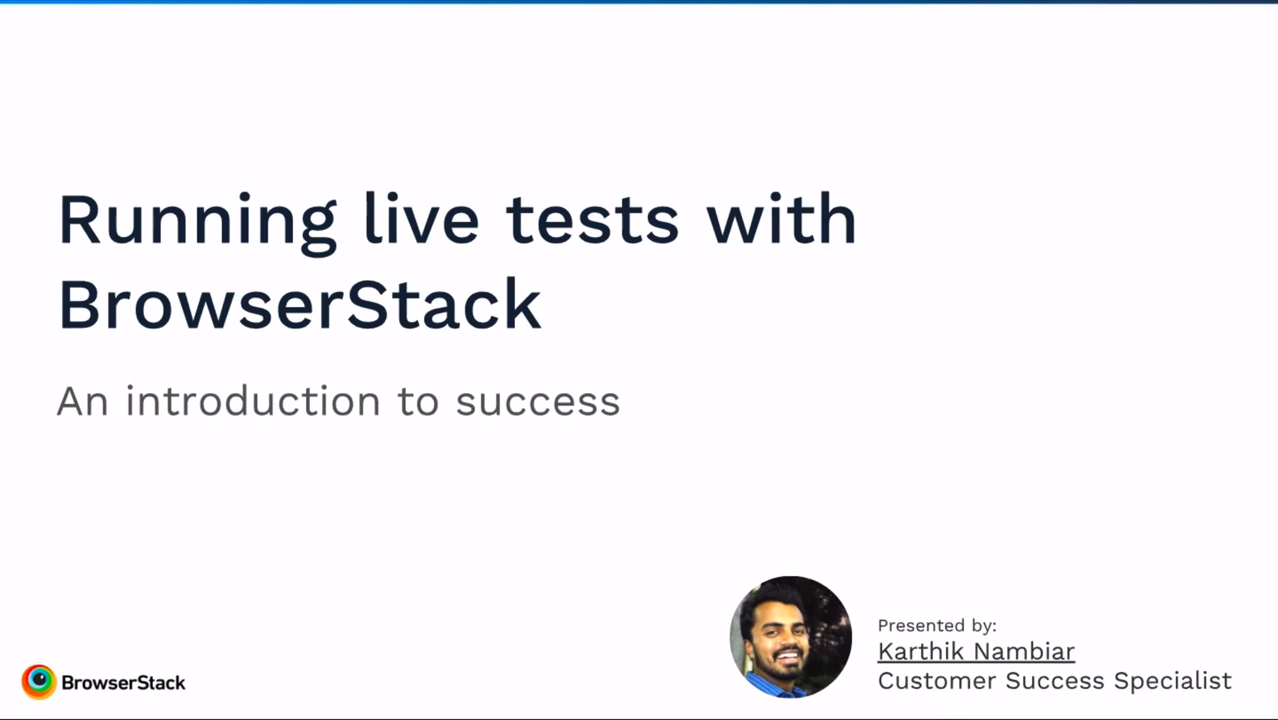 Running live tests with
BrowserStack
An introduction to success
Presented by:
Karthik Nambiar
Customer Success Specialist
BrowserStack